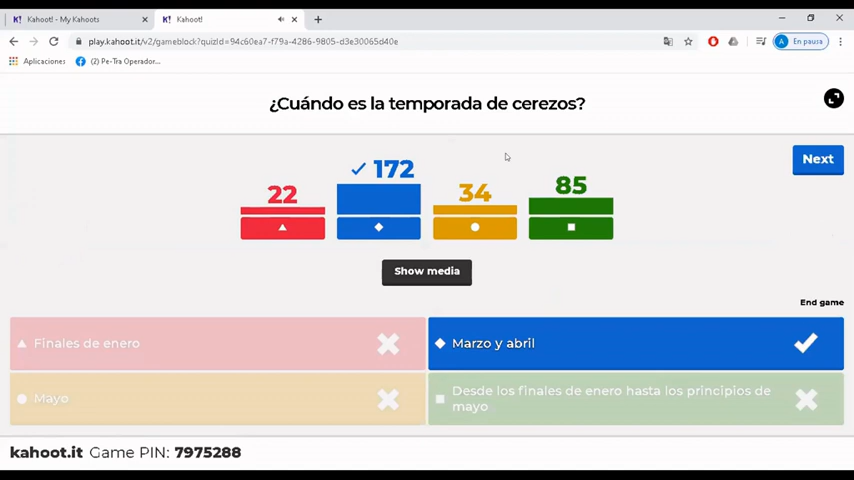 Kahoot! - My Kahoots
Kahoot!
play.kahoot.it/v2/gameblock?quizId=94c60ea7-f79a-4286-9805-d3e30065d40e
A En pausa
Aplicaciones
(2) Pe-Tra Operador...
¿Cuándo es la temporada de cerezos?
Next
22
172
34
85
Show media
End game
Finales de enero
Marzo y abril
Mayo
Desde los finales de enero hasta los principios de
mayo
kahoot.it Game PIN: 7975288